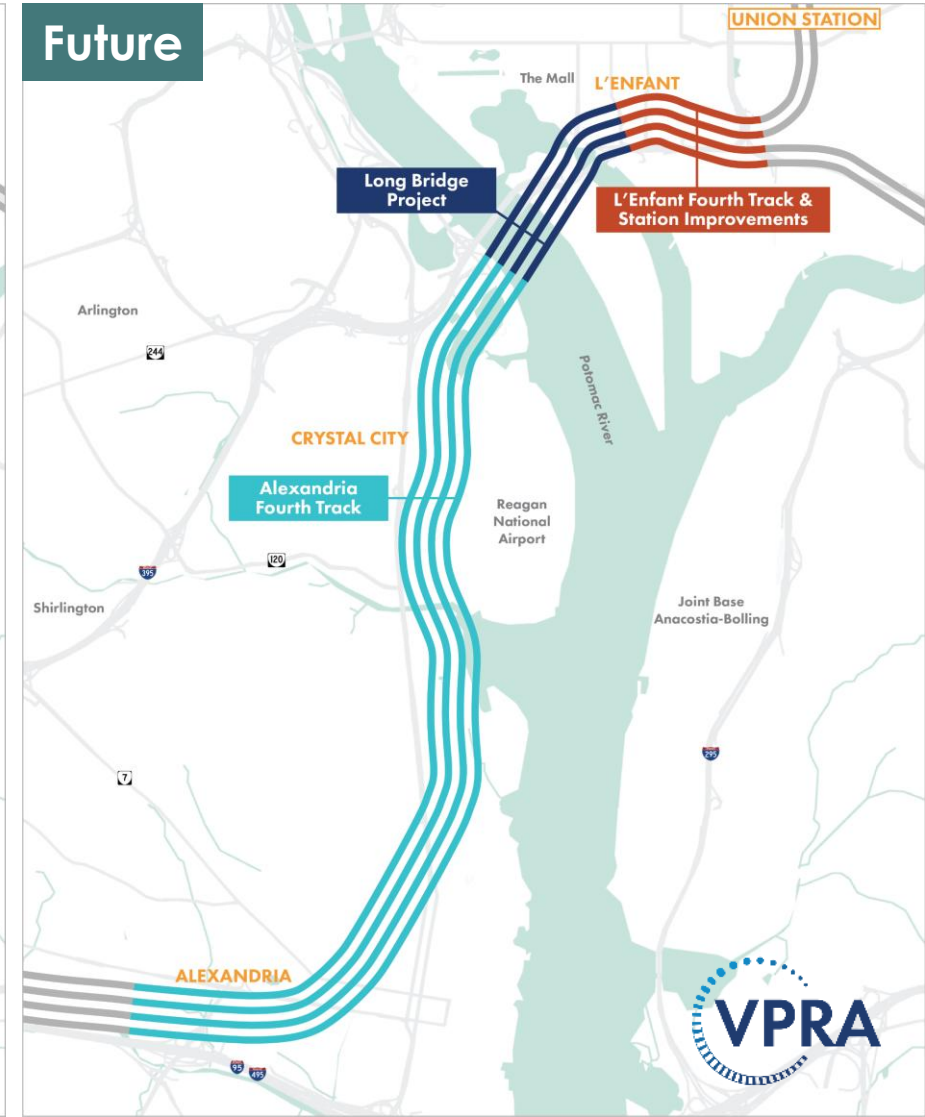 Future
UNION STATION
The Mall
L'ENFANT
Long Bridge
Project
L'Enfant Fourth Track &
Station Improvements
Arlington
244
Potomac River
CRYSTAL CITY
Alexandria
Fourth Track
Reagan
National
Airport
120
395
Shirlington
Joint Base
Anacostia-Bolling
295
7
ALEXANDRIA
VPRA
95
495